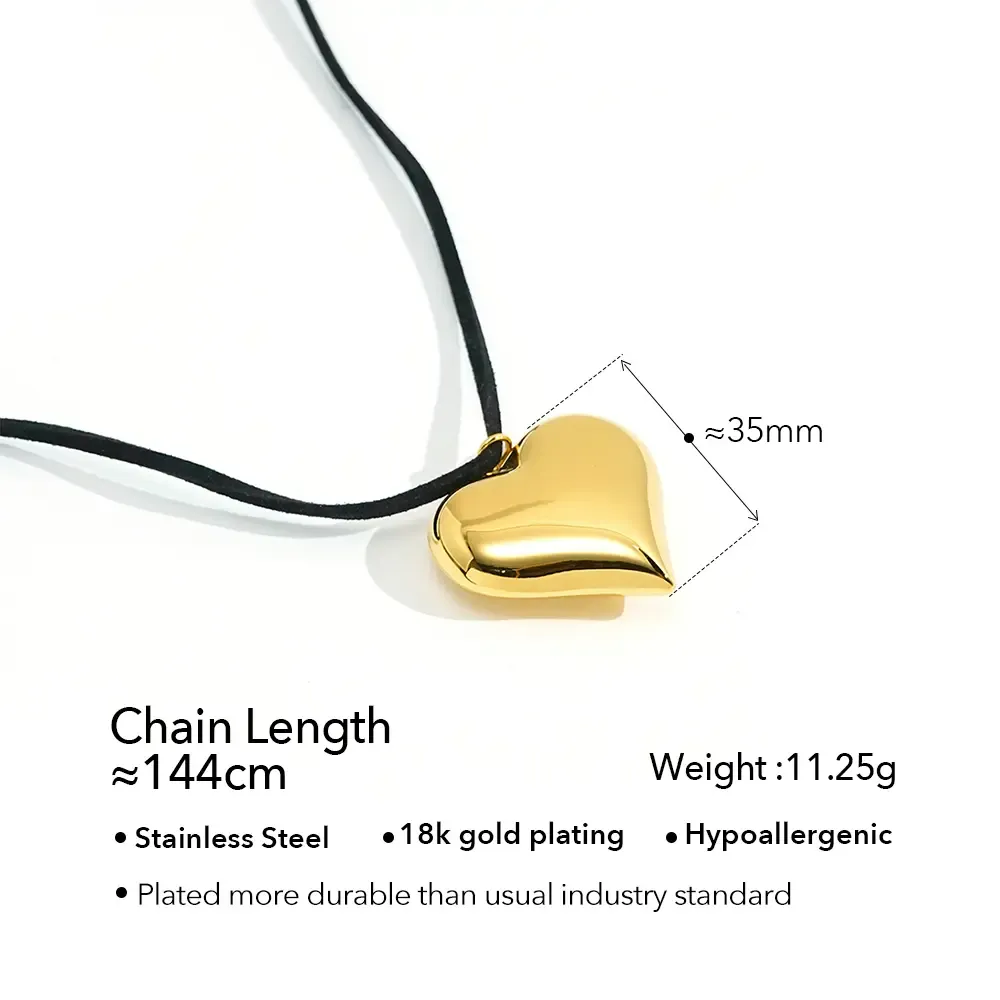 ≈35mm
Chain Length
≈144cm
Weight :11.25g
• Stainless Steel
•18k gold plating
• Hypoallergenic
• Plated more durable than usual industry standard